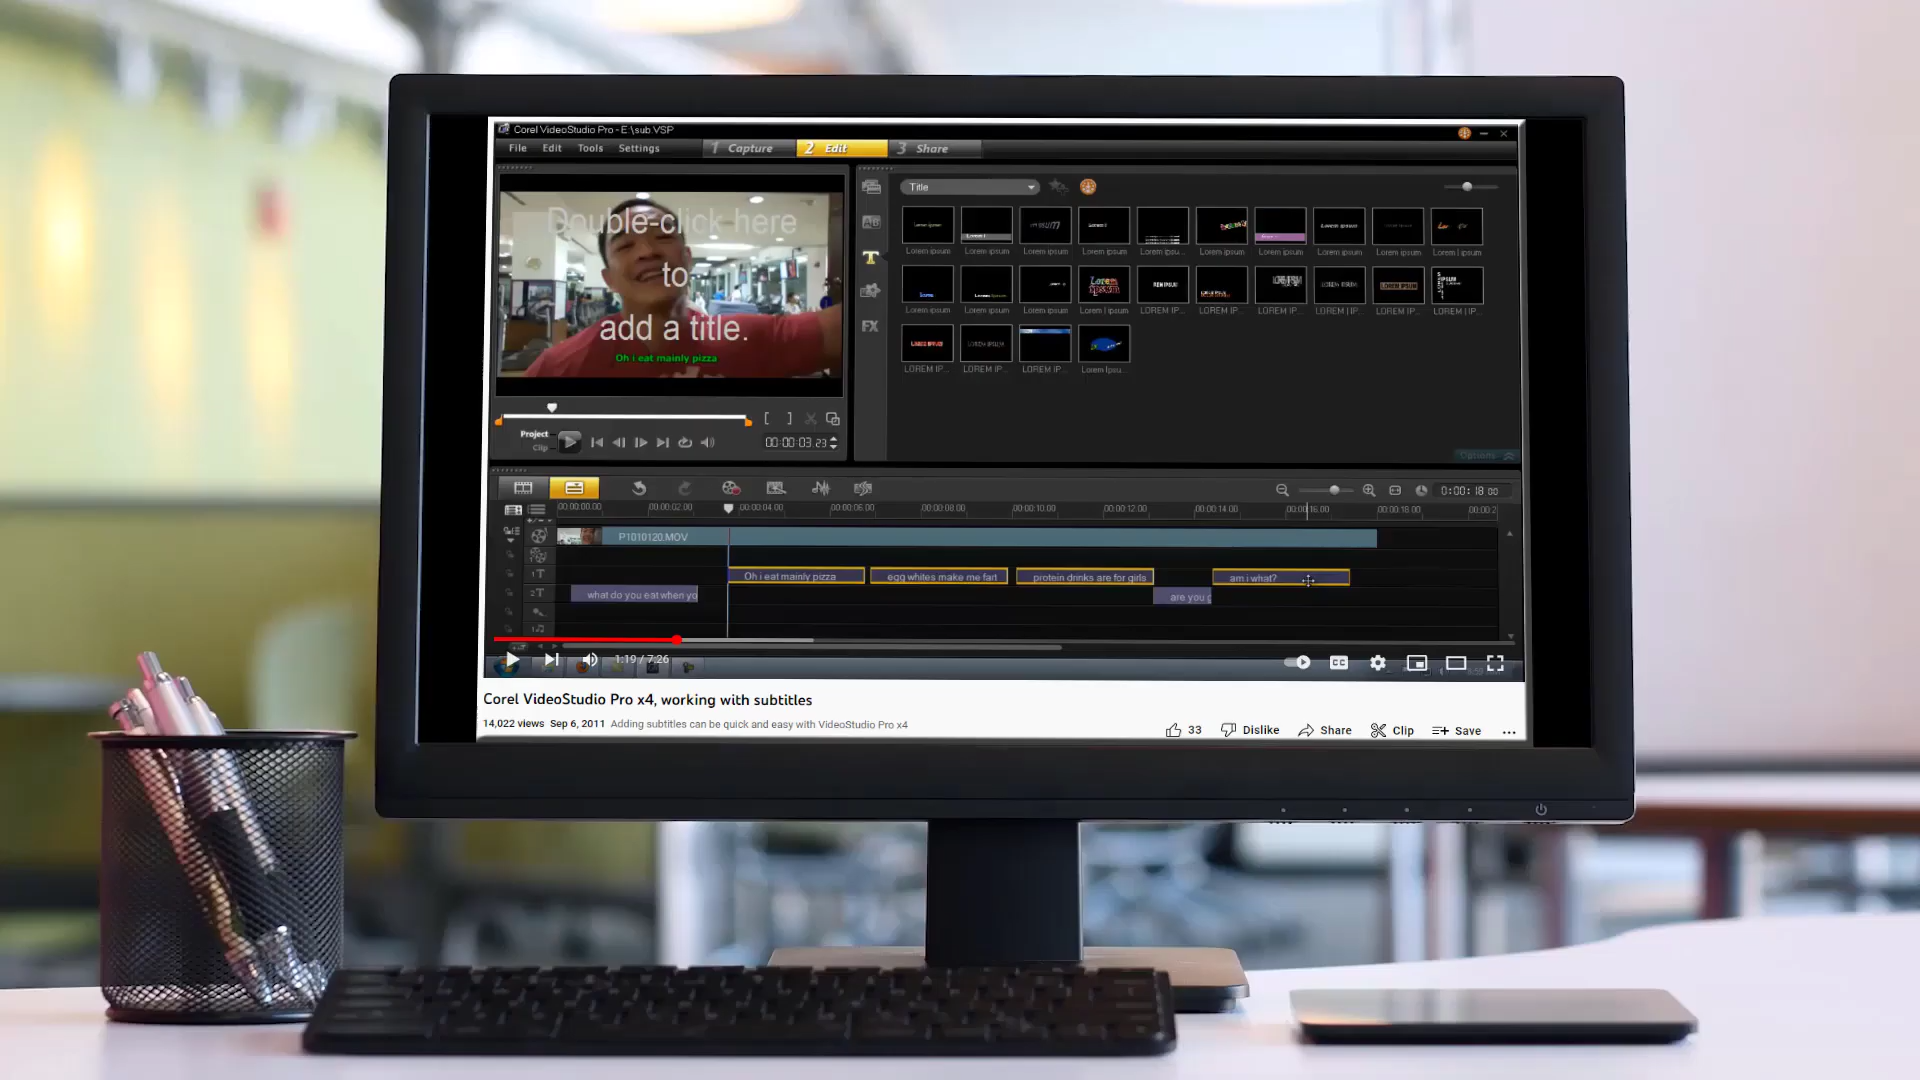 Corel VideoStudio Pro - E \sub.VSP
File Edit Tools Settings
1 Capture 2 Edit 3 Share
Title
Double-click here
to
add a title.
Oh i eat mainly pizza
Lorem ipsum Lorem ipsum Lorem ipsum Lorem ipsum Lorem ipsu... Lorem ipsum Lorem ipsum Lorem ipsum Lorem ipsum Lorem | ipsum
Lorem ipsum Lorem ipsum Lorem ipsum Lorem | ipsum LOREM IP... LOREM IP... LOREM IP... LOREM | IP... LOREM IP... LOREM | IP...
LOREM IP... LOREM IP... LOREM IP... Lorem Ipsu...
FX
Project
Clip
00:00:03.23
Options
0:00:18.00
00:00:00.00 00:00:02.00 00:00:04.00 00:00:06.00 00:00:08.00 00:00:10.00 00:00:12.00 00:00:14.00 00:00:16.00 00:00:18.00 00:00:2
P1010120.MOV
1T
Oh i eat mainly pizza egg whites make me fart protein drinks are for girls am i what?
2T
what do you eat when yo are you g
1:19 / 7:26
CC
Corel VideoStudio Pro x4, working with subtitles
14,022 views Sep 6, 2011 Adding subtitles can be quick and easy with VideoStudio Pro x4
33 Dislike Share Clip Save ...